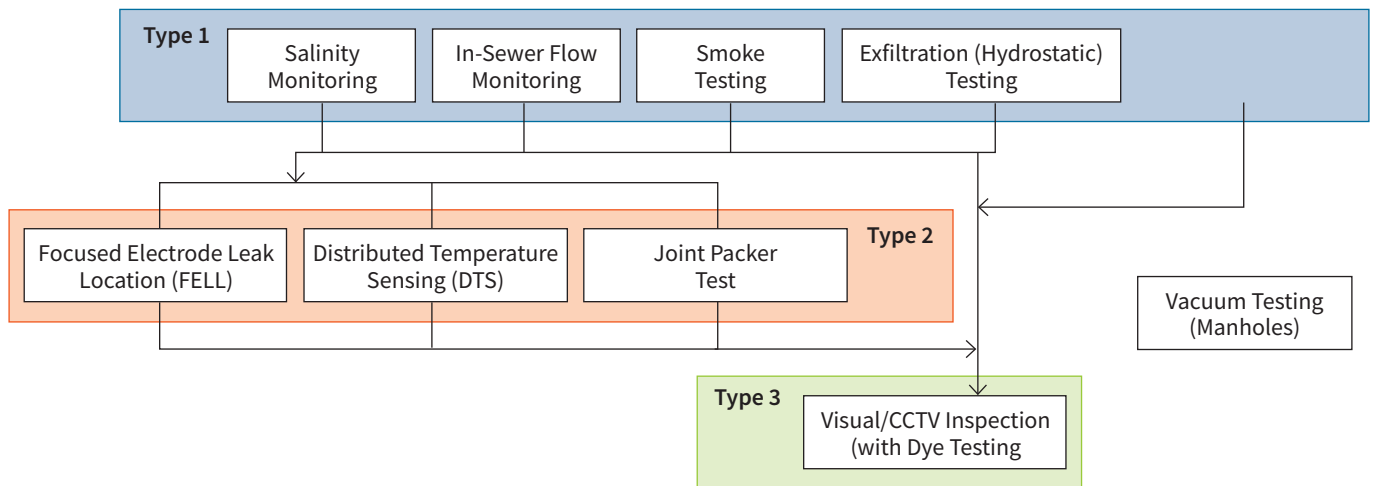 Type 1
Salinity
Monitoring
In-Sewer Flow
Monitoring
Smoke
Testing
Exfiltration (Hydrostatic)
Testing
Type 2
Focused Electrode Leak
Location (FELL)
Distributed Temperature
Sensing (DTS)
Joint Packer
Test
Vacuum Testing
(Manholes)
Type 3
Visual/CCTV Inspection
(with Dye Testing